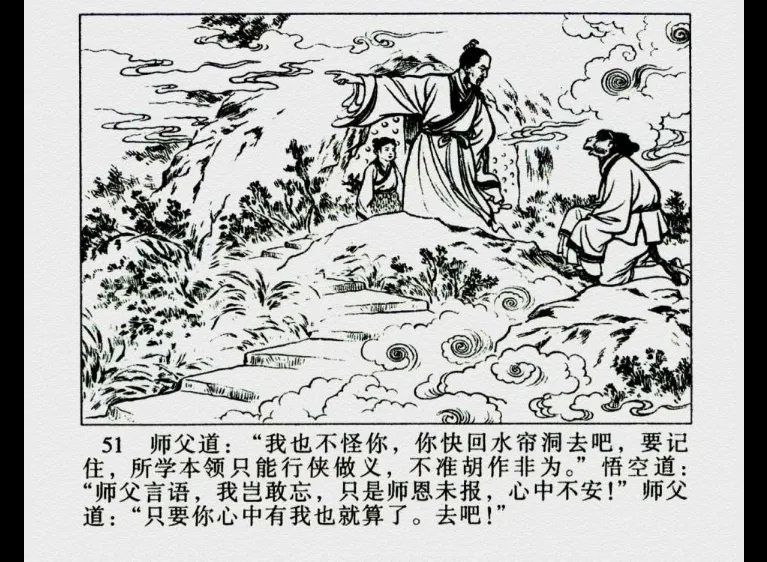 51 师父道：“我也不怪你，你快回水帘洞去吧，要记
住，所学本领只能行侠做义，不准胡作非为。”悟空道：
“师父言语，我岂敢忘，只是师恩未报，心中不安！”师父
道：“只要你心中有我也就算了。去吧！”